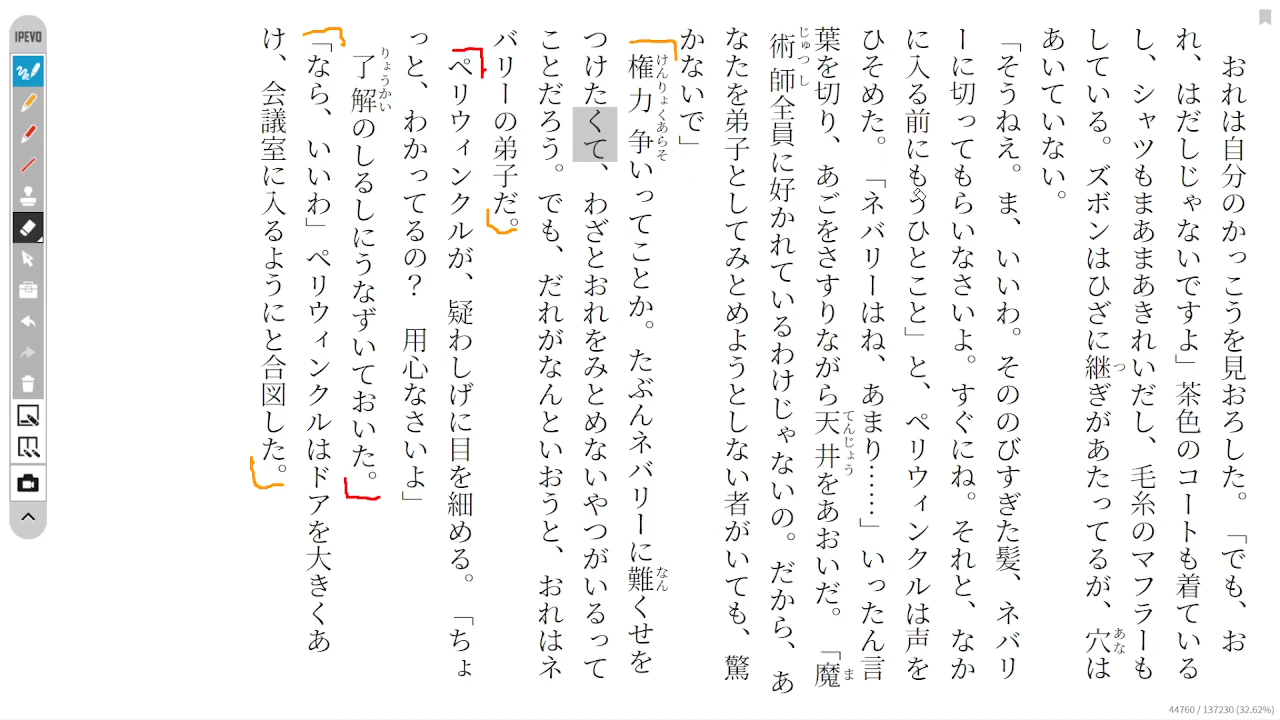 IPEVO
おれは自分のかっこうを見おろした。「でも、お
れ、はだしじゃないですよ」茶色のコートも着ている
し、シャツもまあまあきれいだし、毛糸のマフラーも
している。ズボンはひざに継ぎがあたってるが、穴は
あいていない。
「そうねえ。ま、いいわ。そののびすぎた髪、ネバリ
ーに切ってもらいなさいよ。すぐにね。それと、なか
に入る前にもうひとこと」と、ペリウィンクルは声を
ひそめた。「ネバリーはね、あまり……」いったん言
葉を切り、あごをさすりながら天井をあおいだ。「魔
術師全員に好かれているわけじゃないの。だから、あ
なたを弟子としてみとめようとしない者がいても、驚
かないで」
権力争いってことか。たぶんネバリーに難くせを
つけたくて、わざとおれをみとめないやつがいるって
ことだろう。でも、だれがなんといおうと、おれはネ
バリーの弟子だ。
ペリウィンクルが、疑わしげに目を細める。「ちょ
っと、わかってるの？　用心なさいよ」
了解のしるしにうなずいておいた。
「なら、いいわ」ペリウィンクルはドアを大きくあ
け、会議室に入るようにと合図した。
44760 / 137230 (32.62%)